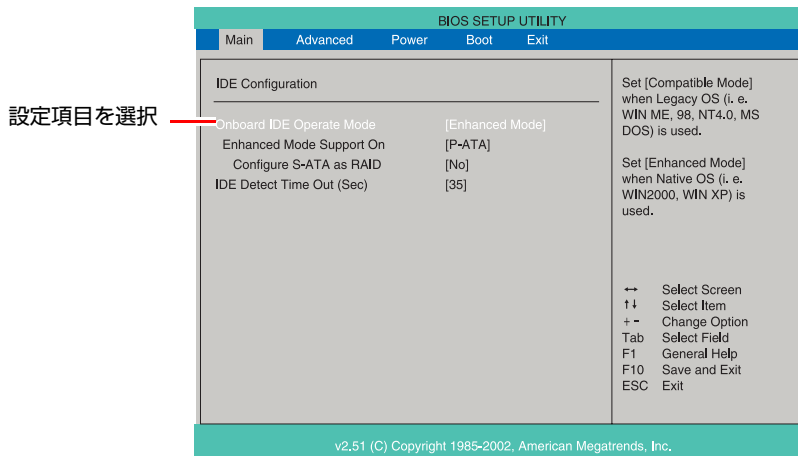 BIOS SETUP UTILITY
Main Advanced Power Boot Exit
IDE Configuration
設定項目を選択
Onboard IDE Operate Mode [Enhanced Mode]
Enhanced Mode Support On [P-ATA]
Configure S-ATA as RAID [No]
IDE Detect Time Out (Sec) [35]
Set [Compatible Mode]
when Legacy OS (i. e.
WIN ME, 98, NT4.0, MS
DOS) is used.
Set [Enhanced Mode]
when Native OS (i. e.
WIN2000, WIN XP) is
used.
↔ Select Screen
↑↓ Select Item
+ - Change Option
Tab Select Field
F1 General Help
F10 Save and Exit
ESC Exit
v2.51 (C) Copyright 1985-2002, American Megatrends, Inc.